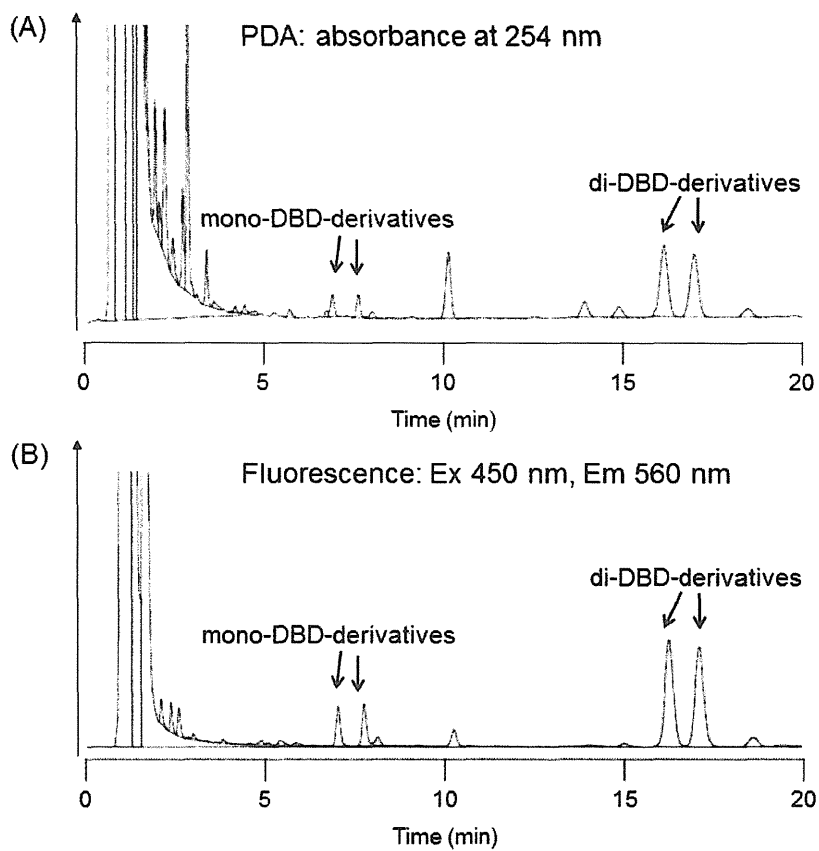 (A)
PDA: absorbance at 254 nm
mono-DBD-derivatives
di-DBD-derivatives
0 5 10 15 20
Time (min)
(B)
Fluorescence: Ex 450 nm, Em 560 nm
mono-DBD-derivatives
di-DBD-derivatives
0 5 10 15 20
Time (min)